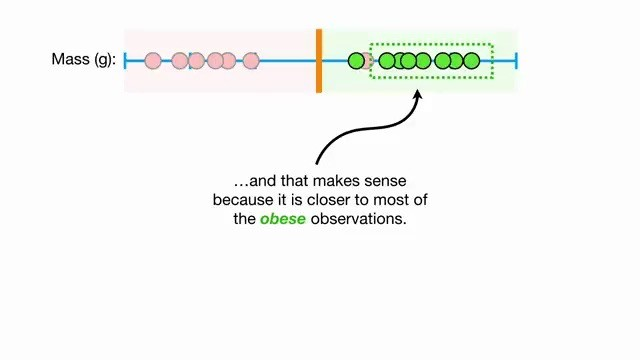 Mass (g):
…and that makes sense
because it is closer to most of
the obese observations.